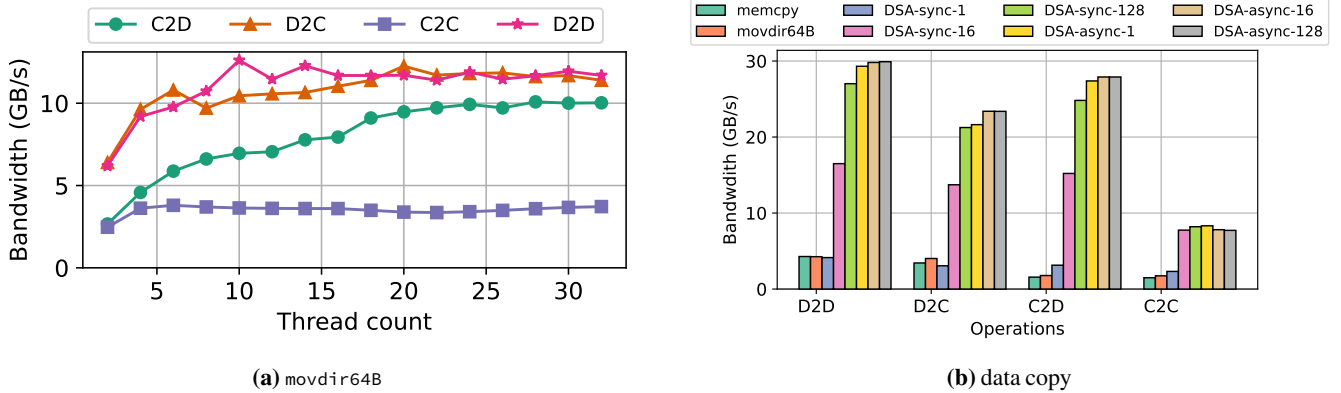 C2D D2C C2C D2D
Bandwidth (GB/s)
10
5
0
5 10 15 20 25 30
Thread count
(a) movdir64B
memcpy DSA-sync-1 DSA-sync-128 DSA-async-16
movdir64B DSA-sync-16 DSA-async-1 DSA-async-128
Bandwdith (GB/s)
30
20
10
0
D2D D2C C2D C2C
Operations
(b) data copy